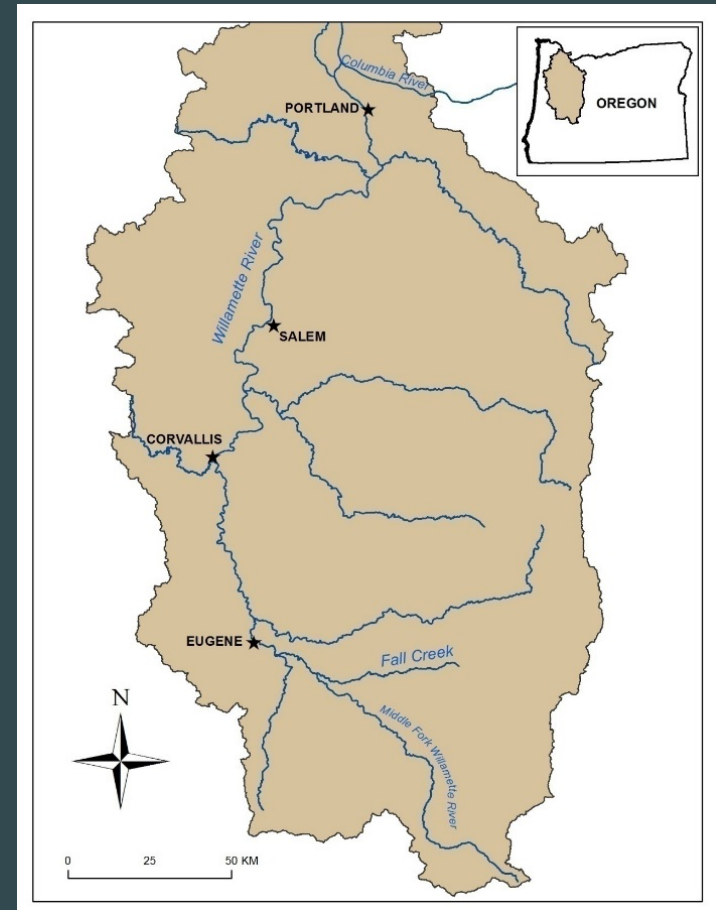 Columbia River
OREGON
PORTLAND
Willamette River
SALEM
CORVALLIS
EUGENE
Fall Creek
Middle Fork Willamette River
N
0 25 50 KM